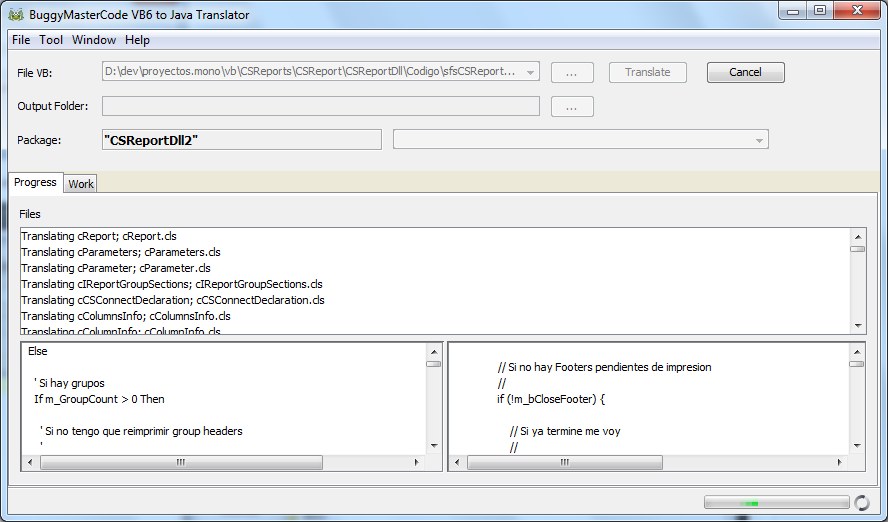 BuggyMasterCode VB6 to Java Translator
File Tool Window Help
File VB: D:\dev\proyectos.mono\vb\CSReports\CSReport\CSReportDll\Codigo\sfsCSReport... ... Translate Cancel
Output Folder: ...
Package: "CSReportDll2"
Progress Work
Files
Translating cReport; cReport.cls
Translating cParameters; cParameters.cls
Translating cParameter; cParameter.cls
Translating cIReportGroupSections; cIReportGroupSections.cls
Translating cCSConnectDeclaration; cCSConnectDeclaration.cls
Translating cColumnsInfo; cColumnsInfo.cls
Translating cColumnInfo; cColumnInfo.cls
Else
' Si hay grupos
If m_GroupCount > 0 Then
' Si no tengo que reimprimir group headers
'
// Si no hay Footers pendientes de impresion
//
if (!m_bCloseFooter) {
// Si ya termine me voy
//